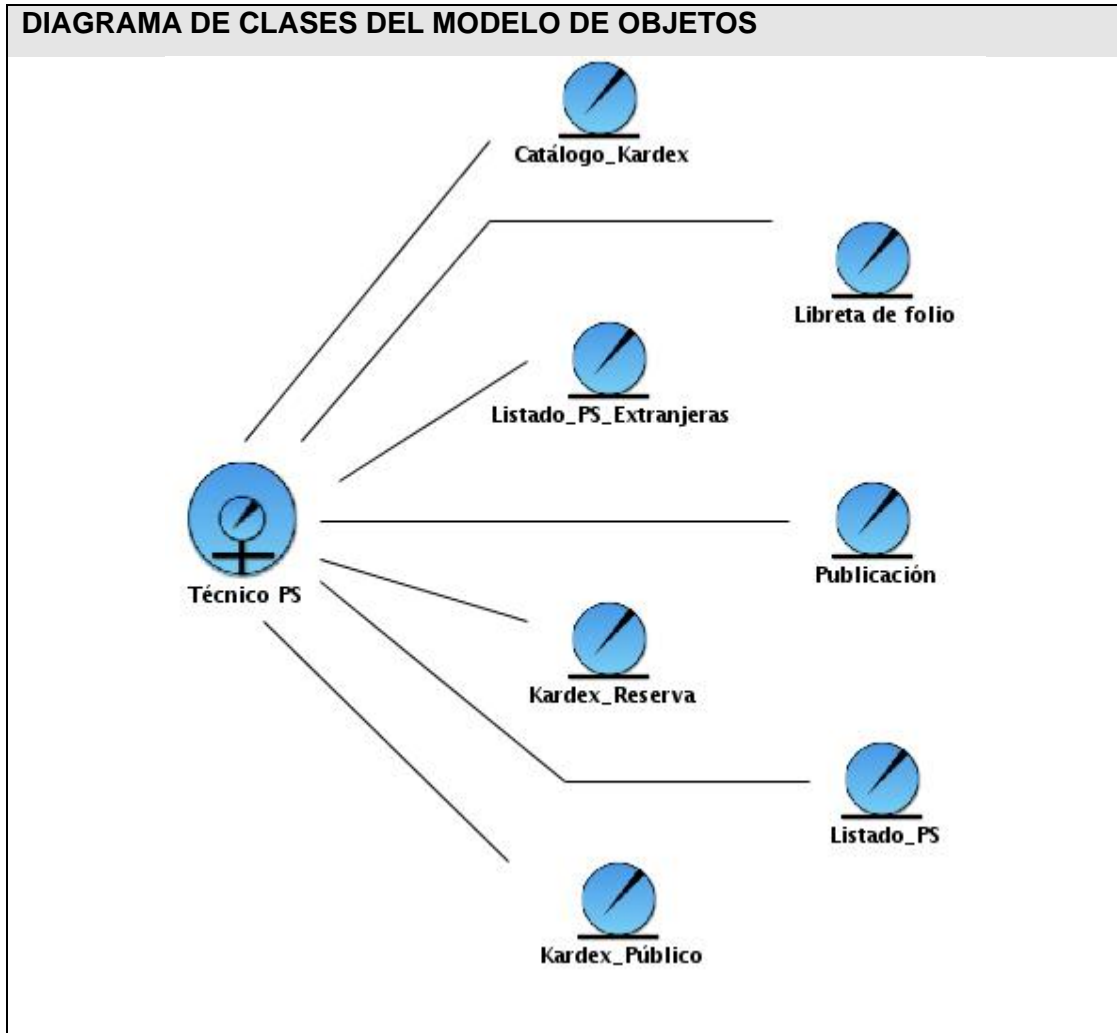 DIAGRAMA DE CLASES DEL MODELO DE OBJETOS
Catálogo_Kardex
Libreta de folio
Listado_PS_Extranjeras
Publicación
Técnico PS
Kardex_Reserva
Listado_PS
Kardex_Público